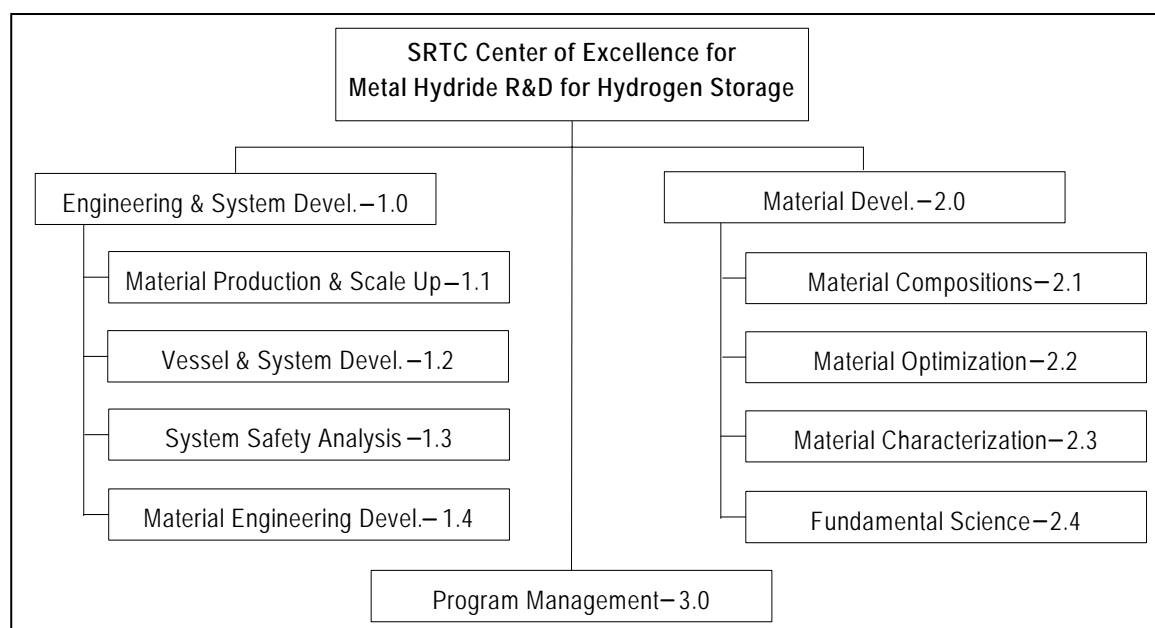 SRTC Center of Excellence for
Metal Hydride R&D for Hydrogen Storage
Engineering & System Devel.–1.0
Material Production & Scale Up–1.1
Vessel & System Devel.–1.2
System Safety Analysis–1.3
Material Engineering Devel.–1.4
Material Devel.–2.0
Material Compositions–2.1
Material Optimization–2.2
Material Characterization–2.3
Fundamental Science–2.4
Program Management–3.0